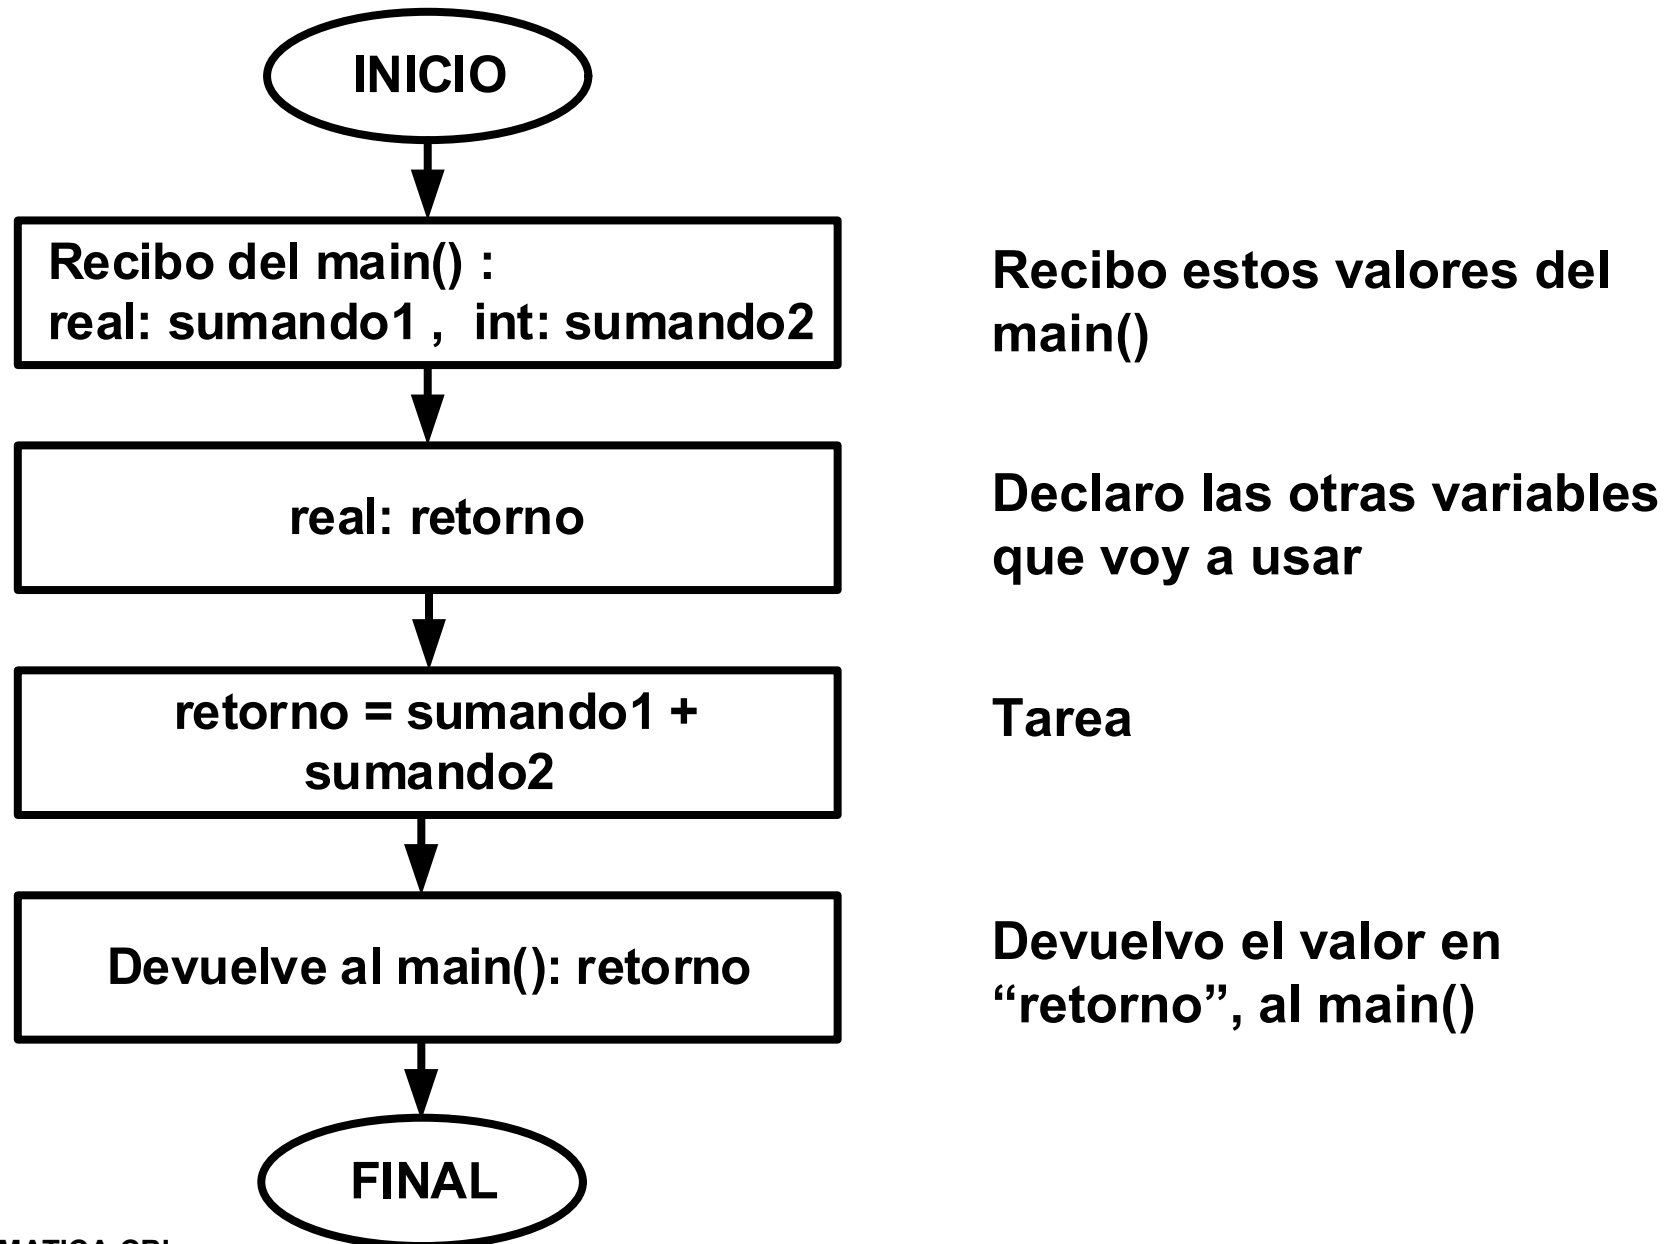 INICIO
Recibo del main() :
real: sumando1 , int: sumando2
Recibo estos valores del
main()
real: retorno
Declaro las otras variables
que voy a usar
retorno = sumando1 +
sumando2
Tarea
Devuelve al main(): retorno
Devuelvo el valor en
“retorno”, al main()
FINAL